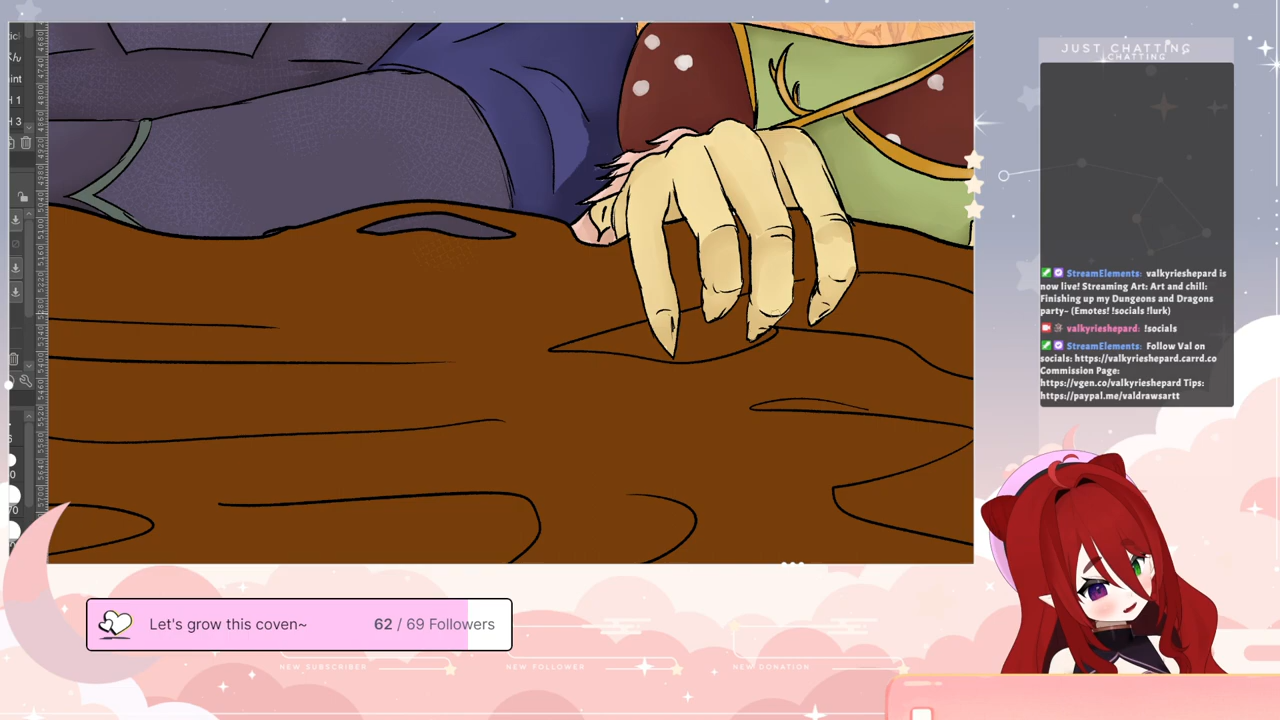 JUST CHATTING
CHATTING
StreamElements: valkyrieshepard is
now live! Streaming Art: Art and chill:
Finishing up my Dungeons and Dragons
party~ (Emotes! !socials !lurk)
valkyrieshepard: !socials
StreamElements: Follow Val on
socials: https://valkyrieshepard.carrd.co
Commission Page:
https://vgen.co/valkyrieshepard Tips:
https://paypal.me/valdrawsartt
Let's grow this coven~ 62 / 69 Followers
NEW SUBSCRIBER NEW FOLLOWER NEW DONATION